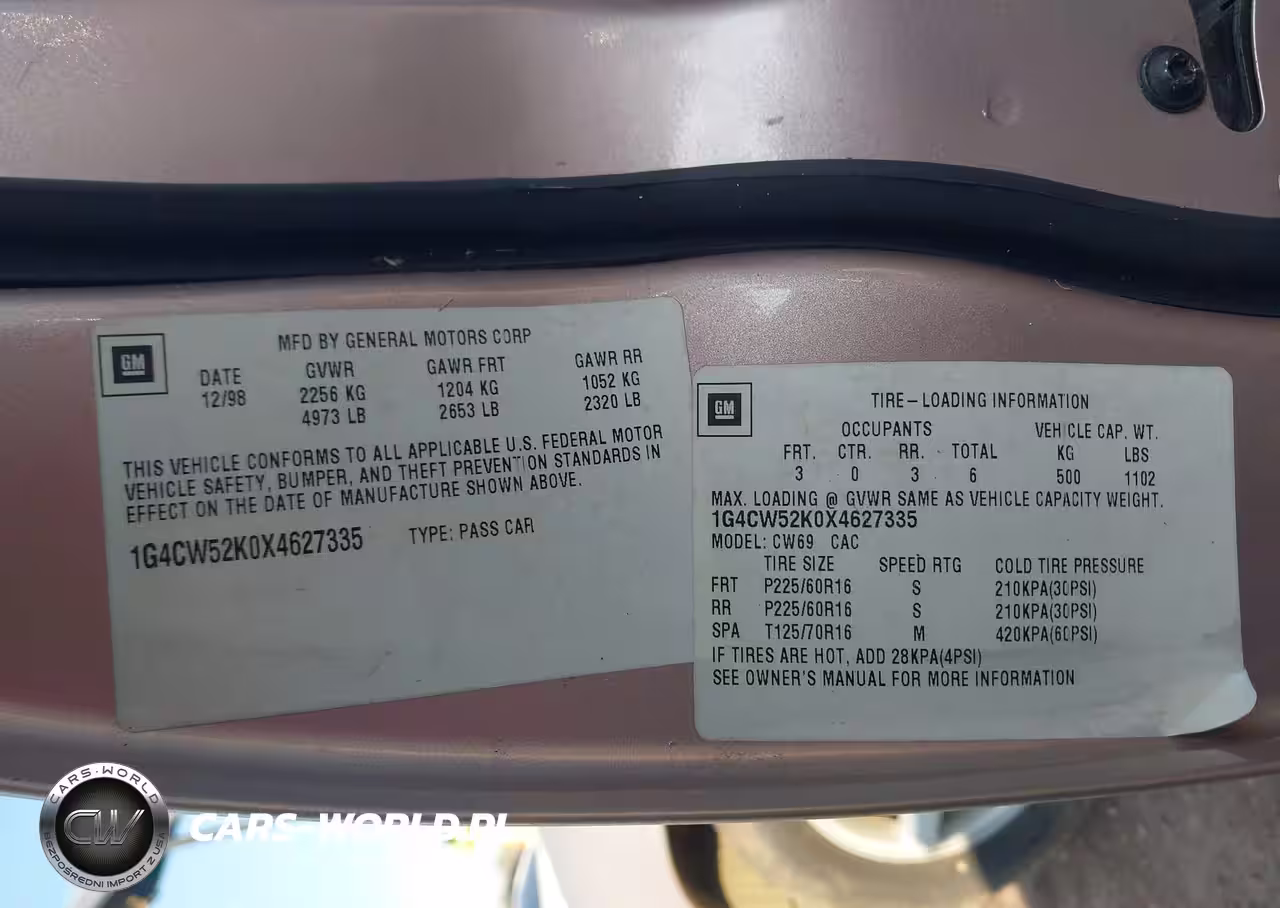 GM
MFD BY GENERAL MOTORS CORP
DATE GVWR GAWR FRT GAWR RR
12/98 2256 KG 1204 KG 1052 KG
4973 LB 2653 LB 2320 LB
THIS VEHICLE CONFORMS TO ALL APPLICABLE U.S. FEDERAL MOTOR
VEHICLE SAFETY, BUMPER, AND THEFT PREVENTION STANDARDS IN
EFFECT ON THE DATE OF MANUFACTURE SHOWN ABOVE.
1G4CW52K0X4627335 TYPE: PASS CAR
GM
TIRE-LOADING INFORMATION
OCCUPANTS VEHICLE CAP. WT.
FRT. CTR. RR. TOTAL KG LBS
3 0 3 6 500 1102
MAX. LOADING @ GVWR SAME AS VEHICLE CAPACITY WEIGHT.
1G4CW52K0X4627335
MODEL: CW69 CAC
TIRE SIZE SPEED RTG COLD TIRE PRESSURE
FRT P225/60R16 S 210KPA(30PSI)
RR P225/60R16 S 210KPA(30PSI)
SPA T125/70R16 M 420KPA(60PSI)
IF TIRES ARE HOT, ADD 28KPA(4PSI)
SEE OWNER'S MANUAL FOR MORE INFORMATION
CARS-WORLD
CW
BEZPOŚREDNI IMPORT Z USA
CARS-WORLD.PL